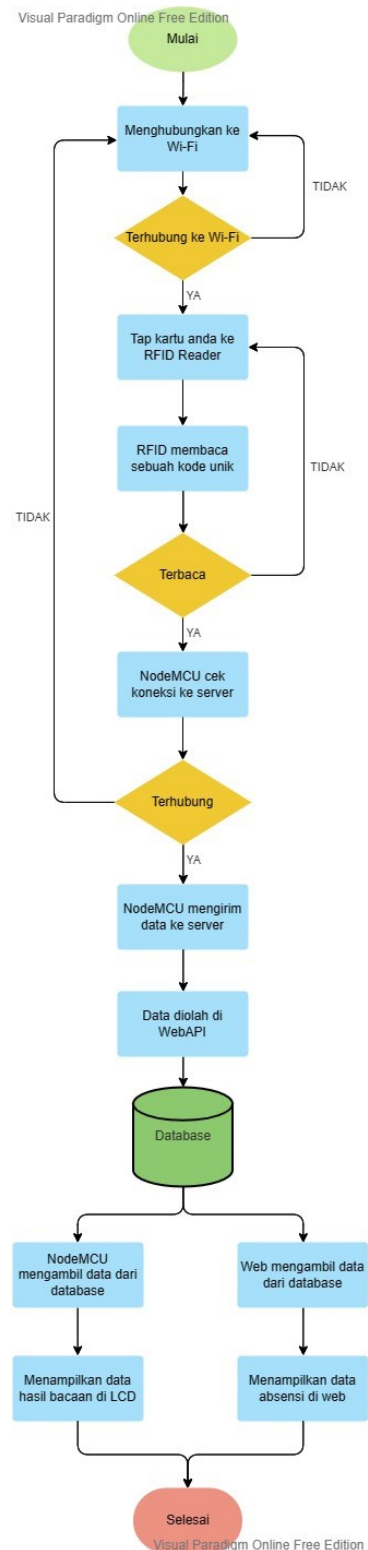 Visual Paradigm Online Free Edition
Mulai
Menghubungkan ke
Wi-Fi
TIDAK
Terhubung ke Wi-Fi
YA
Tap kartu anda ke
RFID Reader
RFID membaca
sebuah kode unik
TIDAK
TIDAK
Terbaca
YA
NodeMCU cek
koneksi ke server
Terhubung
YA
NodeMCU mengirim
data ke server
Data diolah di
WebAPI
Database
NodeMCU
mengambil data dari
database
Web mengambil data
dari database
Menampilkan data
hasil bacaan di LCD
Menampilkan data
absensi di web
Selesai
Visual Paradigm Online Free Edition